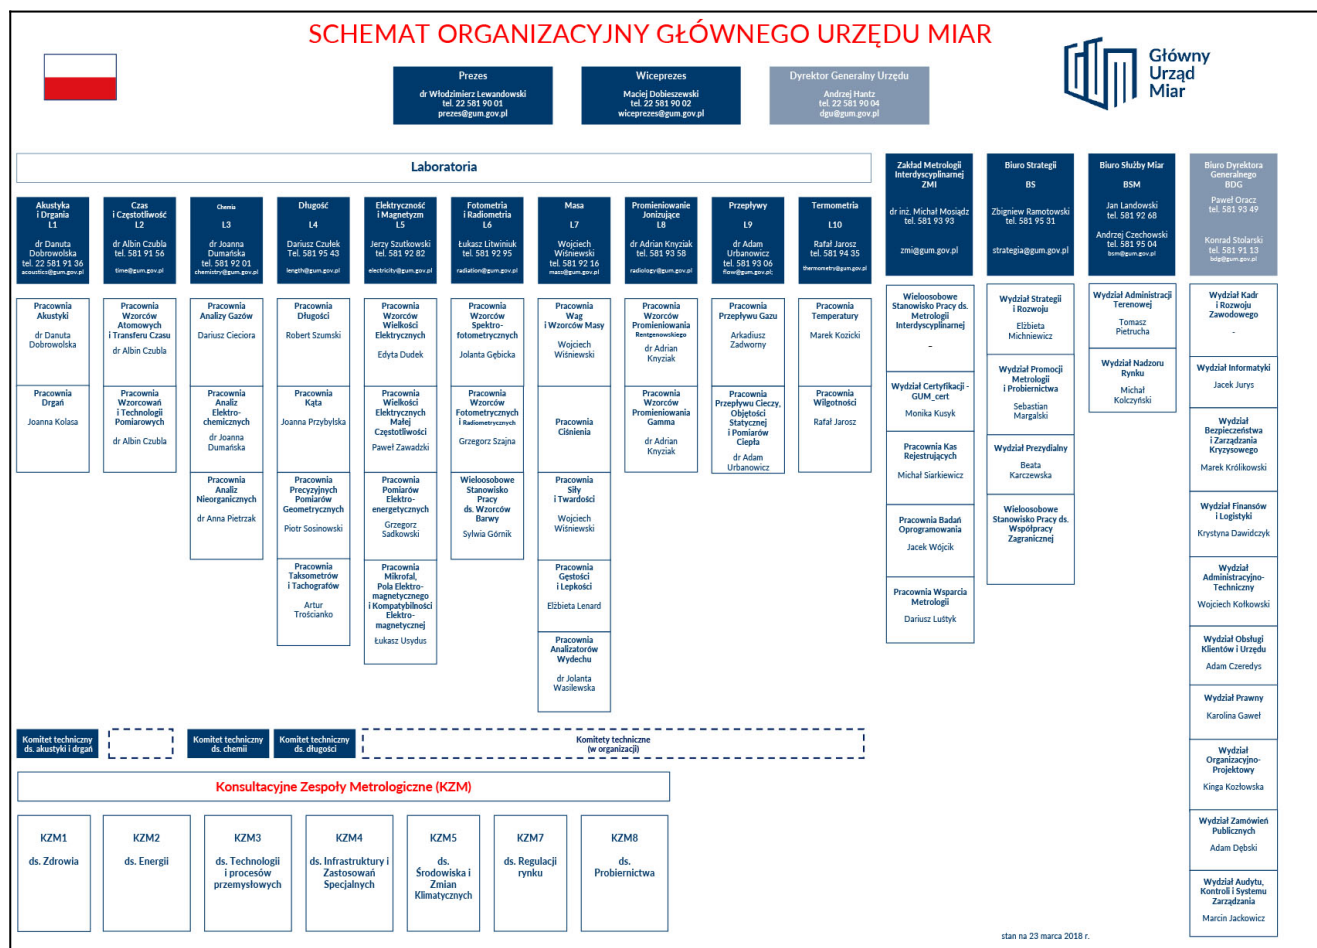 SCHEMAT ORGANIZACYJNY GŁÓWNEGO URZĘDU MIAR
Główny
Urząd
Miar
Prezes
dr Włodzimierz Lewandowski
tel. 22 581 90 01
prezes@gum.gov.pl
Wiceprezes
Maciej Dobieszewski
tel. 22 581 90 02
wiceprezes@gum.gov.pl
Dyrektor Generalny Urzędu
Andrzej Hantz
tel. 22 581 90 04
dgu@gum.gov.pl
Laboratoria
Akustyka
i Drgania
L1
dr Danuta
Dobrowolska
tel. 22 581 91 36
acoustics@gum.gov.pl
Pracownia
Akustyki
dr Danuta
Dobrowolska
Pracownia
Drgań
Joanna Kolasa
Czas
i Częstotliwość
L2
dr Albin Czubla
tel. 581 91 56
time@gum.gov.pl
Pracownia
Wzorców
Atomowych
i Transferu Czasu
dr Albin Czubla
Pracownia
Wzorcowań
i Technologii
Pomiarowych
dr Albin Czubla
Chemia
L3
dr Joanna
Dumańska
tel. 581 92 01
chemistry@gum.gov.pl
Pracownia
Analizy Gazów
Dariusz Cieciora
Pracownia
Analiz
Elektro-
chemicznych
dr Joanna
Dumańska
Pracownia
Analiz
Nieorganicznych
dr Anna Pietrzak
Długość
L4
Dariusz Czułek
Tel. 581 95 43
length@gum.gov.pl
Pracownia
Długości
Robert Szumski
Pracownia
Kąta
Joanna Przybylska
Pracownia
Precyzyjnych
Pomiarów
Geometrycznych
Piotr Sosinowski
Pracownia
Taksometrów
i Tachografów
Artur
Trościanko
Elektryczność
i Magnetyzm
L5
Jerzy Szutkowski
tel. 581 92 82
electricity@gum.gov.pl
Pracownia
Wzorców
Wielkości
Elektrycznych
Edyta Dudek
Pracownia
Wielkości
Elektrycznych
Małej
Częstotliwości
Paweł Zawadzki
Pracownia
Pomiarów
Elektro-
energetycznych
Grzegorz
Sadkowski
Pracownia
Mikrofal,
Pola Elektro-
magnetycznego
i Kompatybilności
Elektro-
magnetycznej
Łukasz Usydus
Fotometria
i Radiometria
L6
Łukasz Litwiniuk
tel. 581 92 95
radiation@gum.gov.pl
Pracownia
Wzorców
Spektro-
fotometrycznych
Jolanta Gębicka
Pracownia
Wzorców
Fotometrycznych
i Radiometrycznych
Grzegorz Szajna
Wieloosobowe
Stanowisko
Pracy
ds. Wzorców
Barwy
Sylwia Górnik
Masa
L7
Wojciech
Wiśniewski
tel. 581 92 16
mass@gum.gov.pl
Pracownia
Wag
i Wzorców Masy
Wojciech
Wiśniewski
Pracownia
Ciśnienia
Pracownia
Siły
i Twardości
Wojciech
Wiśniewski
Pracownia
Gęstości
i Lepkości
Elżbieta Lenard
Pracownia
Analizatorów
Wydechu
dr Jolanta
Wasilewska
Promieniowanie
Jonizujące
L8
dr Adrian Knyziak
tel. 581 93 58
radiology@gum.gov.pl
Pracownia
Wzorców
Promieniowania
Rentgenowskiego
dr Adrian
Knyziak
Pracownia
Wzorców
Promieniowania
Gamma
dr Adrian
Knyziak
Przepływy
L9
dr Adam
Urbanowicz
tel. 581 93 06
flow@gum.gov.pl;
Pracownia
Przepływu Gazu
Arkadiusz
Zadworny
Pracownia
Przepływu Cieczy,
Objętości
Statycznej
i Pomiarów
Ciepła
dr Adam
Urbanowicz
Termometria
L10
Rafał Jarosz
tel. 581 94 35
thermometry@gum.gov.pl
Pracownia
Temperatury
Marek Kozicki
Pracownia
Wilgotności
Rafał Jarosz
Zakład Metrologii
Interdyscyplinarnej
ZMI
dr inż. Michał Mosiądz
tel. 581 93 93
zmi@gum.gov.pl
Wieloosobowe
Stanowisko Pracy ds.
Metrologii
Interdyscyplinarnej
–
Wydział Certyfikacji -
GUM_cert
Monika Kusyk
Pracownia Kas
Rejestrujących
Michał Siarkiewicz
Pracownia Badań
Oprogramowania
Jacek Wójcik
Pracownia Wsparcia
Metrologii
Dariusz Luśtyk
Biuro Strategii
BS
Zbigniew Ramotowski
tel. 581 95 31
strategia@gum.gov.pl
Wydział Strategii
i Rozwoju
Elżbieta
Michniewicz
Wydział Promocji
Metrologii
i Probiernictwa
Sebastian
Margalski
Wydział Prezydialny
Beata
Karczewska
Wieloosobowe
Stanowisko Pracy ds.
Współpracy
Zagranicznej
Biuro Służby Miar
BSM
Jan Landowski
tel. 581 92 68
Andrzej Czechowski
tel. 581 95 04
bsm@gum.gov.pl
Wydział Administracji
Terenowej
Tomasz
Pietrucha
Wydział Nadzoru
Rynku
Michał
Kolczyński
Biuro Dyrektora
Generalnego
BDG
Paweł Oracz
tel. 581 93 49
Konrad Stolarski
tel. 581 91 13
bdg@gum.gov.pl
Wydział Kadr
i Rozwoju
Zawodowego
-
Wydział Informatyki
Jacek Jurys
Wydział
Bezpieczeństwa
i Zarządzania
Kryzysowego
Marek Królikowski
Wydział Finansów
i Logistyki
Krystyna Dawidczyk
Wydział
Administracyjno-
Techniczny
Wojciech Kołkowski
Wydział Obsługi
Klientów i Urzędu
Adam Czeredys
Wydział Prawny
Karolina Gaweł
Wydział
Organizacyjno-
Projektowy
Kinga Kozłowska
Wydział Zamówień
Publicznych
Adam Dębski
Wydział Audytu,
Kontroli i Systemu
Zarządzania
Marcin Jackowicz
Komitet techniczny
ds. akustyki i drgań
Komitet techniczny
ds. chemii
Komitet techniczny
ds. długości
Komitety techniczne
(w organizacji)
Konsultacyjne Zespoły Metrologiczne (KZM)
KZM1
ds. Zdrowia
KZM2
ds. Energii
KZM3
ds. Technologii
i procesów
przemysłowych
KZM4
ds. Infrastruktury i
Zastosowań
Specjalnych
KZM5
ds.
Środowiska i
Zmian
Klimatycznych
KZM7
ds. Regulacji
rynku
KZM8
ds.
Probiernictwa
stan na 23 marca 2018 r.